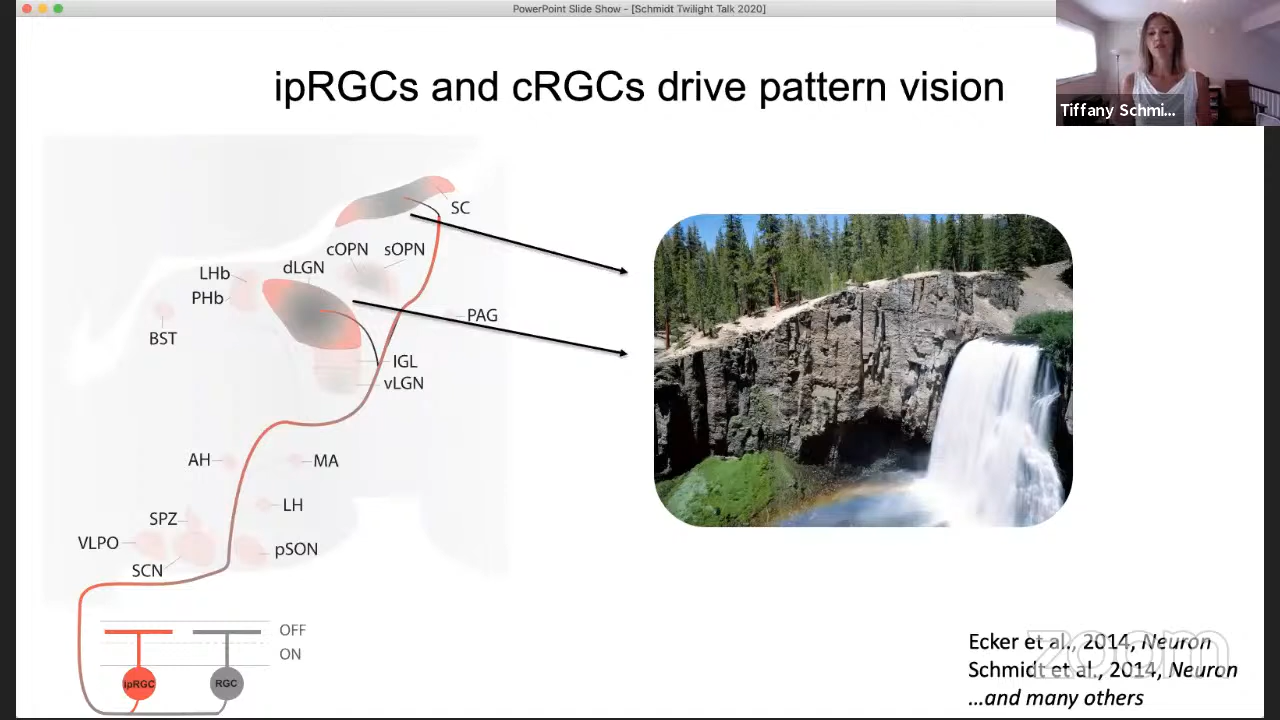 PowerPoint Slide Show - [Schmidt Twilight Talk 2020]
Tiffany Schmi...
ipRGCs and cRGCs drive pattern vision
SC
cOPN sOPN
dLGN
LHb
PHb
BST
PAG
IGL
vLGN
AH
MA
LH
SPZ
VLPO
pSON
SCN
OFF
ON
ipRGC
RGC
Ecker et al., 2014, Neuron
Schmidt et al., 2014, Neuron
...and many others
zoom